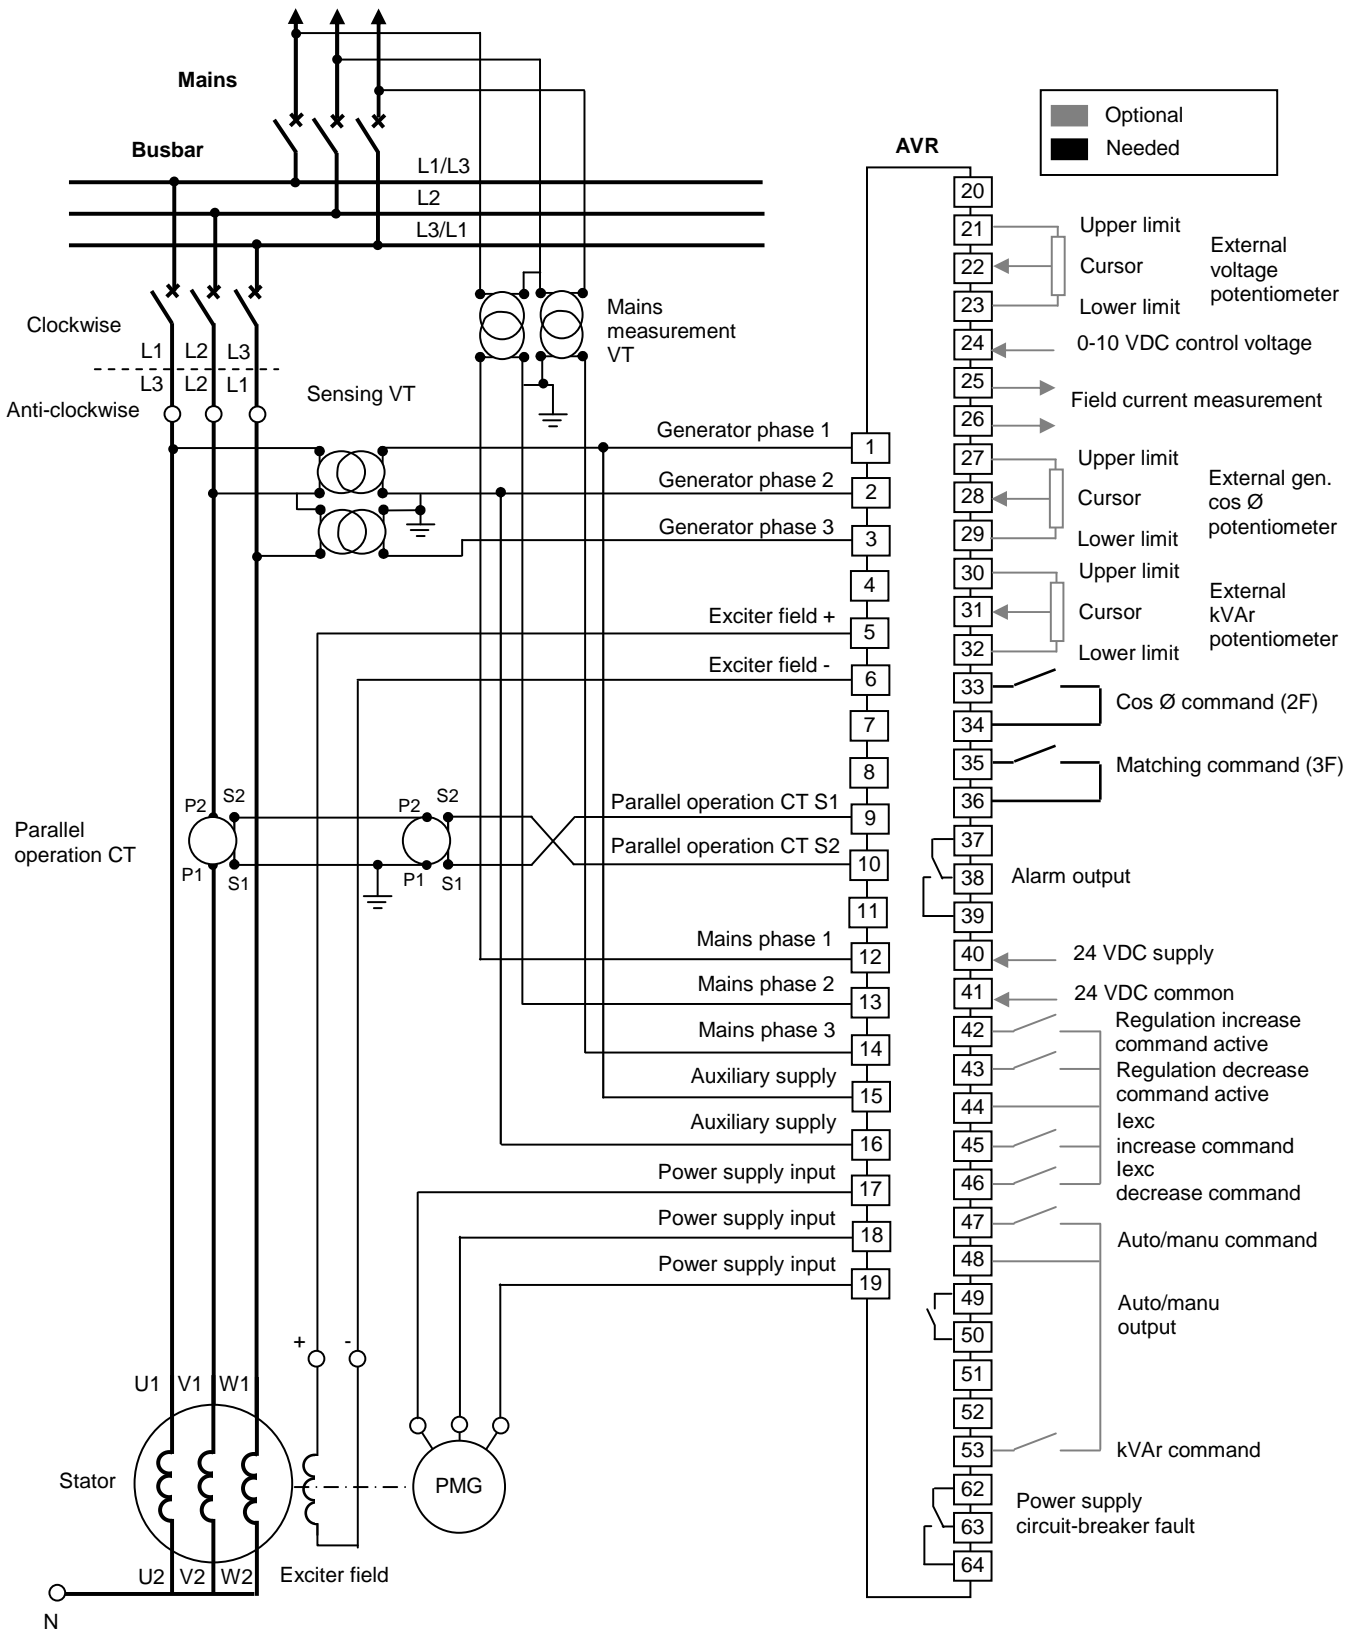 Mains
Busbar
L1/L3
L2
L3/L1
Clockwise
L1 L2 L3
L3 L2 L1
Anti-clockwise
Sensing VT
Mains
measurement
VT
Optional
Needed
AVR
Generator phase 1
Generator phase 2
Generator phase 3
Exciter field +
Exciter field -
Parallel operation CT S1
Parallel operation CT S2
Mains phase 1
Mains phase 2
Mains phase 3
Auxiliary supply
Auxiliary supply
Power supply input
Power supply input
Power supply input
1
2
3
4
5
6
7
8
9
10
11
12
13
14
15
16
17
18
19
20
21
22
23
24
25
26
27
28
29
30
31
32
33
34
35
36
37
38
39
40
41
42
43
44
45
46
47
48
49
50
51
52
53
62
63
64
Upper limit
Cursor
Lower limit
External
voltage
potentiometer
0-10 VDC control voltage
Field current measurement
Upper limit
Cursor
Lower limit
External gen.
cos Ø
potentiometer
Upper limit
Cursor
Lower limit
External
kVAr
potentiometer
Cos Ø command (2F)
Matching command (3F)
Alarm output
24 VDC supply
24 VDC common
Regulation increase
command active
Regulation decrease
command active
Iexc
increase command
Iexc
decrease command
Auto/manu command
Auto/manu
output
kVAr command
Power supply
circuit-breaker fault
Parallel
operation CT
P2 S2
P1 S1
P2 S2
P1 S1
+ -
U1 V1 W1
Stator
PMG
U2 V2 W2
Exciter field
N